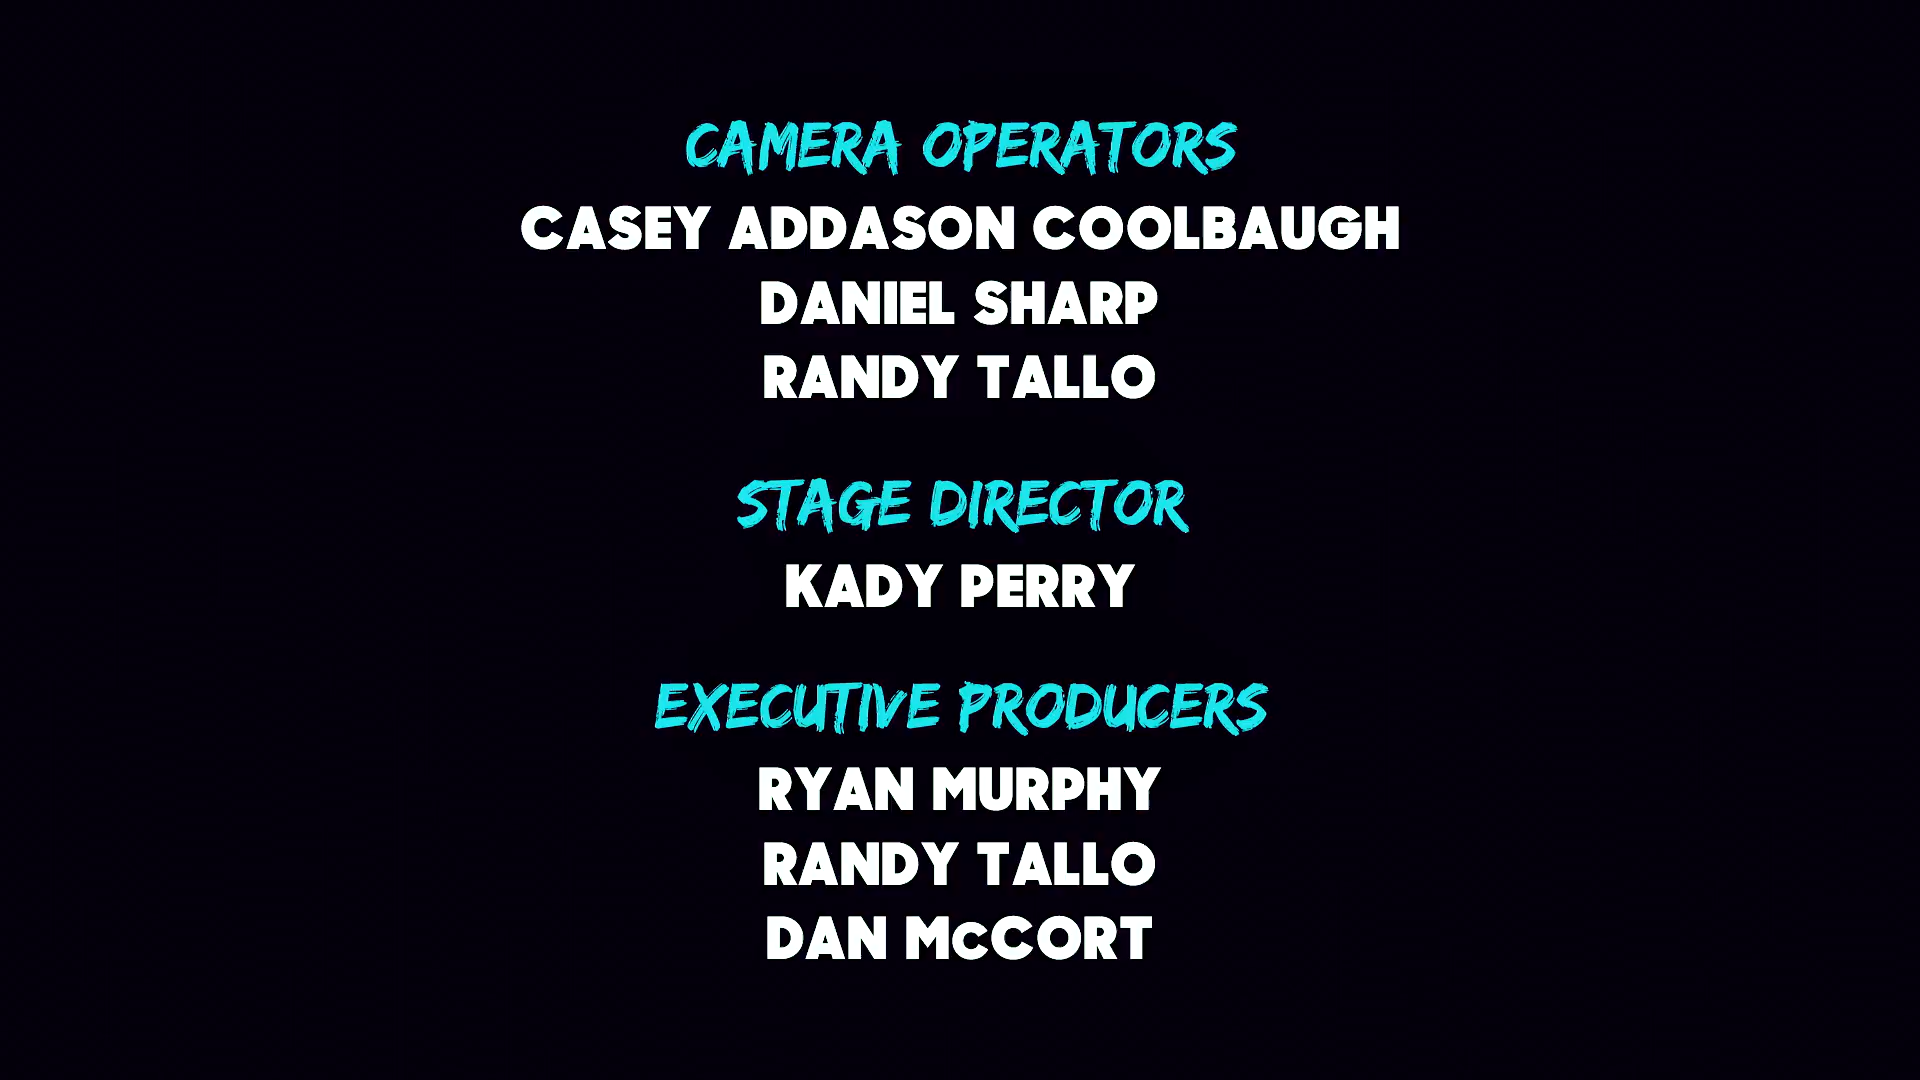 CAMERA OPERATORS
CASEY ADDASON COOLBAUGH
DANIEL SHARP
RANDY TALLO
STAGE DIRECTOR
KADY PERRY
EXECUTIVE PRODUCERS
RYAN MURPHY
RANDY TALLO
DAN McCORT